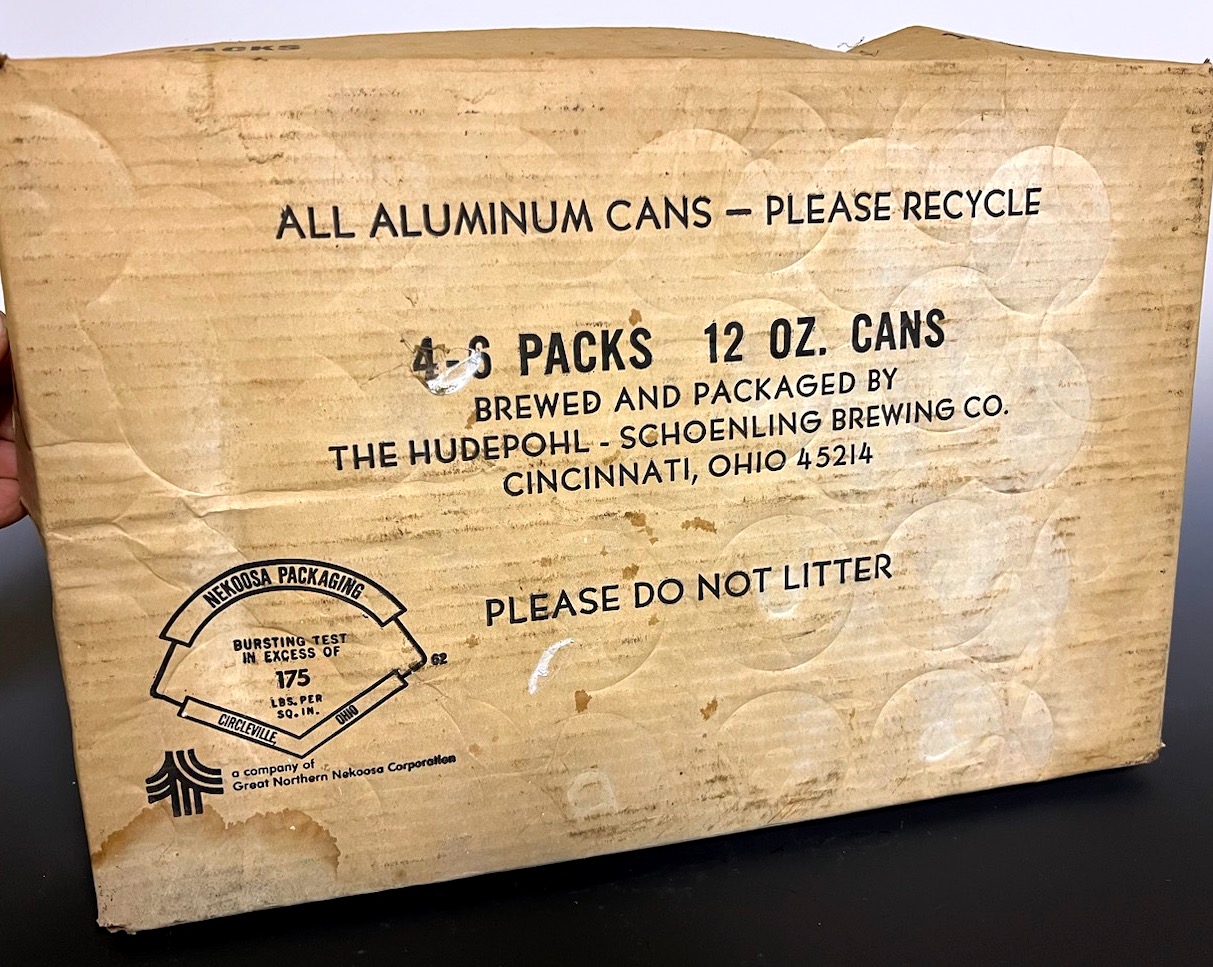 ACKS
ALL ALUMINUM CANS – PLEASE RECYCLE
4-6 PACKS 12 OZ. CANS
BREWED AND PACKAGED BY
THE HUDEPOHL - SCHOENLING BREWING CO.
CINCINNATI, OHIO 45214
PLEASE DO NOT LITTER
NEKOOSA PACKAGING
BURSTING TEST
IN EXCESS OF
175
LBS. PER
SQ. IN.
62
CIRCLEVILLE, OHIO
a company of
Great Northern Nekoosa Corporation